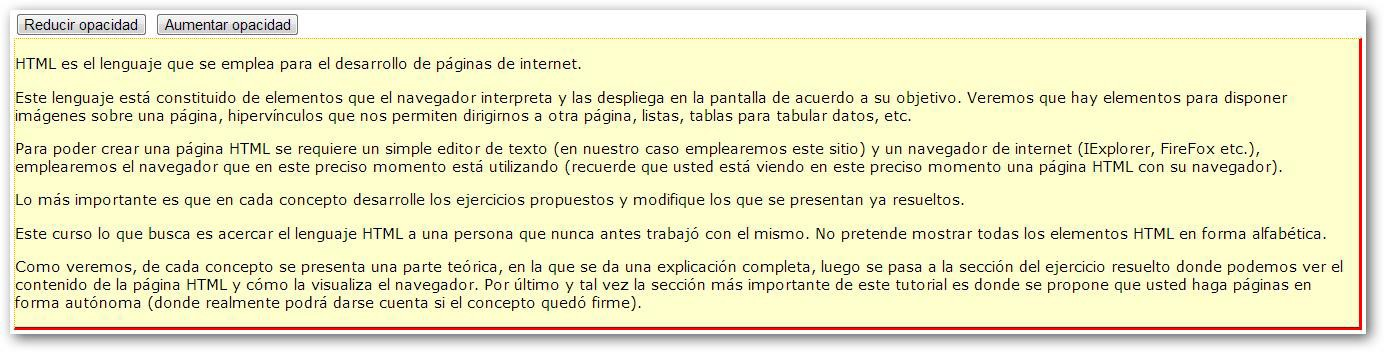 Reducir opacidad Aumentar opacidad
HTML es el lenguaje que se emplea para el desarrollo de páginas de internet.
Este lenguaje está constituido de elementos que el navegador interpreta y las despliega en la pantalla de acuerdo a su objetivo. Veremos que hay elementos para disponer
imágenes sobre una página, hipervínculos que nos permiten dirigirnos a otra página, listas, tablas para tabular datos, etc.
Para poder crear una página HTML se requiere un simple editor de texto (en nuestro caso emplearemos este sitio) y un navegador de internet (IExplorer, FireFox etc.),
emplearemos el navegador que en este preciso momento está utilizando (recuerde que usted está viendo en este preciso momento una página HTML con su navegador).
Lo más importante es que en cada concepto desarrolle los ejercicios propuestos y modifique los que se presentan ya resueltos.
Este curso lo que busca es acercar el lenguaje HTML a una persona que nunca antes trabajó con el mismo. No pretende mostrar todas los elementos HTML en forma alfabética.
Como veremos, de cada concepto se presenta una parte teórica, en la que se da una explicación completa, luego se pasa a la sección del ejercicio resuelto donde podemos ver el
contenido de la página HTML y cómo la visualiza el navegador. Por último y tal vez la sección más importante de este tutorial es donde se propone que usted haga páginas en
forma autónoma (donde realmente podrá darse cuenta si el concepto quedó firme).